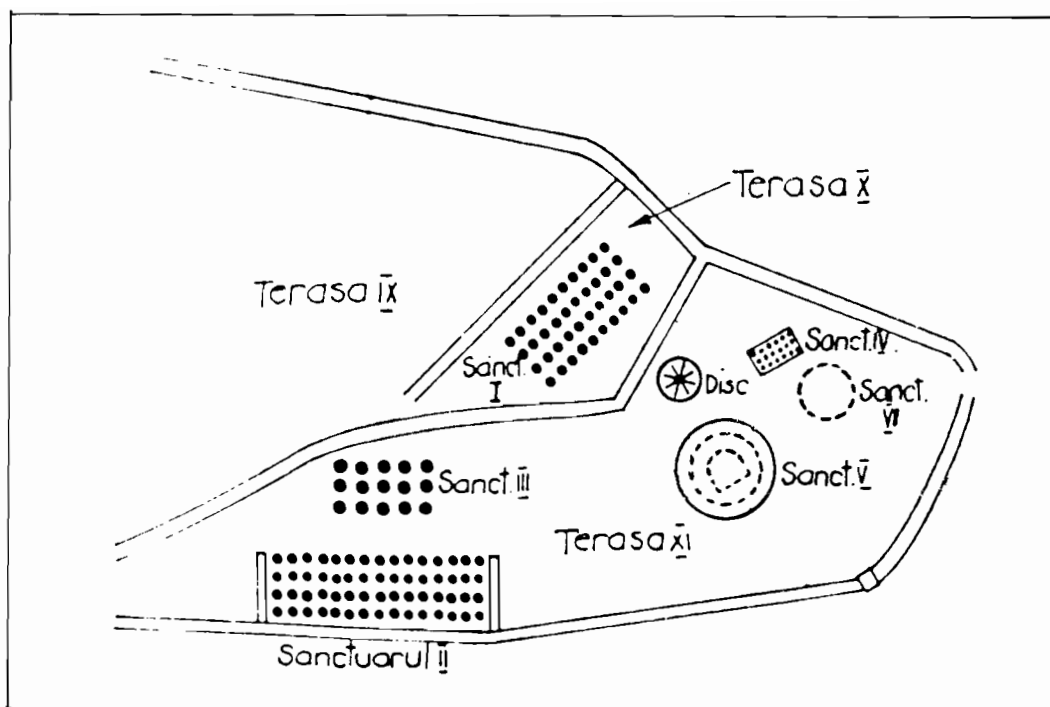 Terasa X
Terasa IX
Sanct.
I
Sanct.IV.
Disc
Sanct.
VI
Sanct.III
Sanct.V
Terasa XI
Sanctuarul II